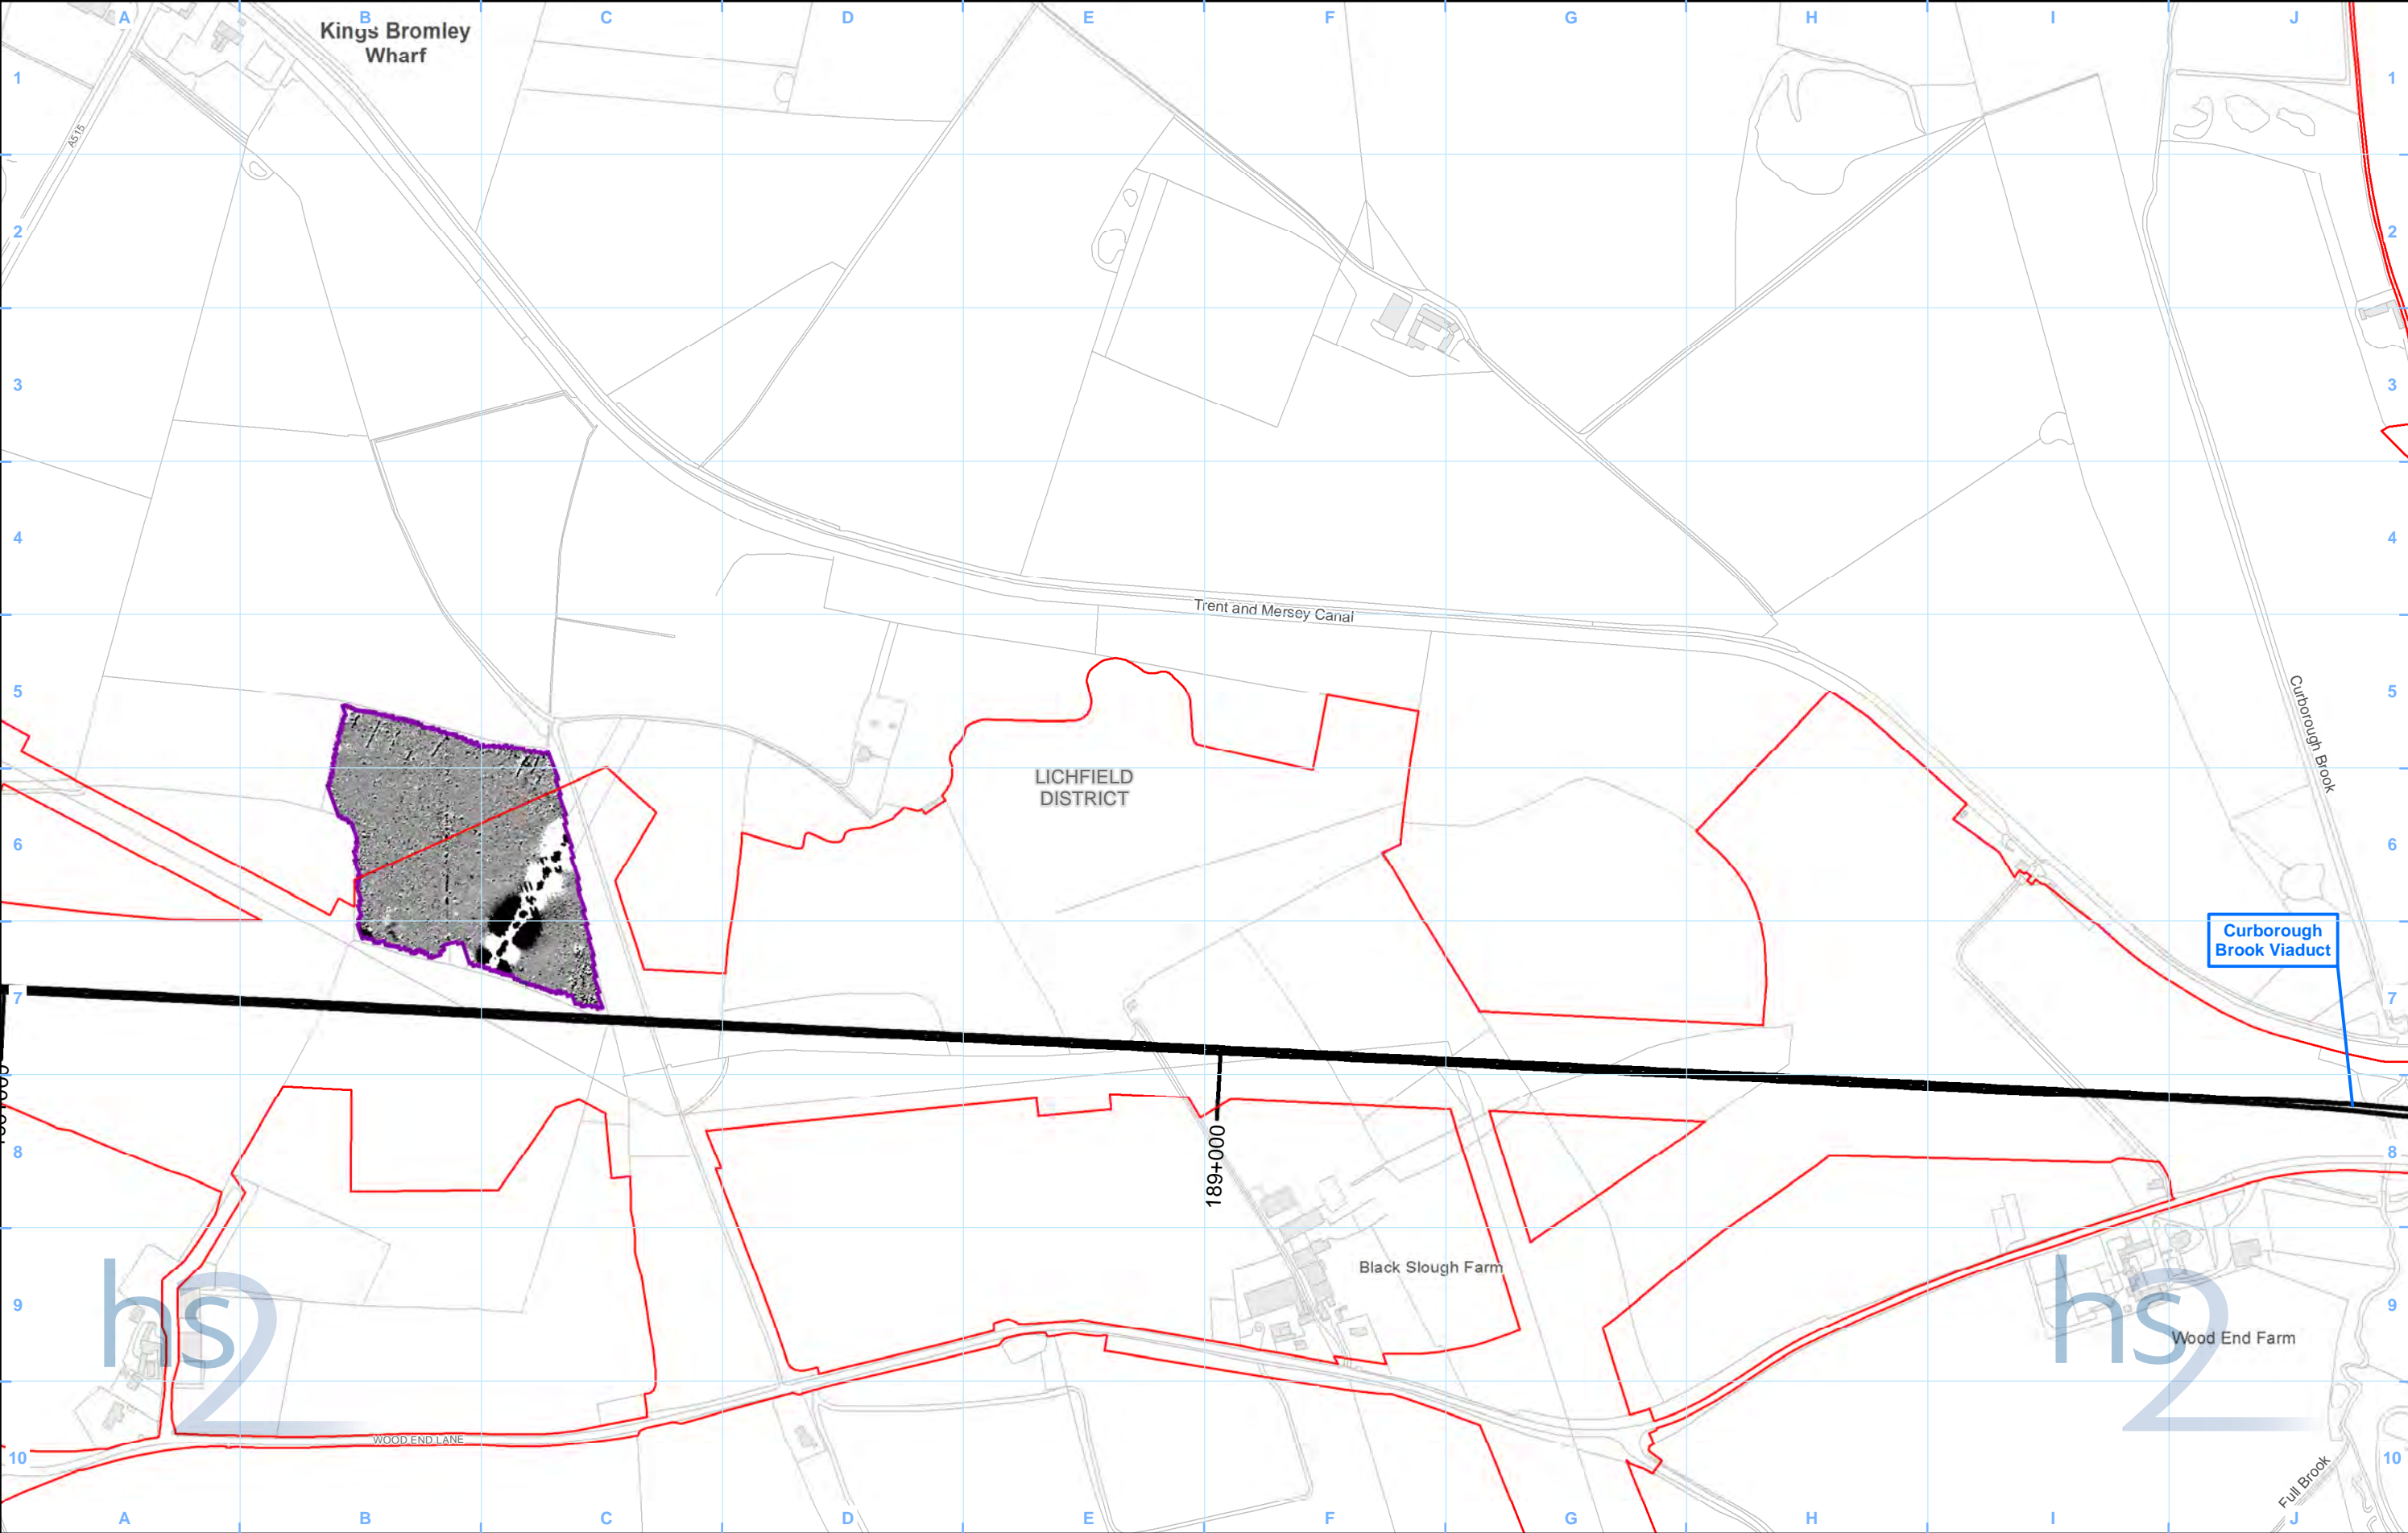 A B C D E F G H I J
Kings Bromley
Wharf
1 1
A515
2 2
3 3
4 4
Trent and Mersey Canal
5 5
Curborough Brook
LICHFIELD
DISTRICT
6 6
Curborough
Brook Viaduct
7 7
189+000
8 8
Black Slough Farm
hs2
hs2
9 9
Wood End Farm
WOOD END LANE
10 10
Full Brook
A B C D E F G H I J